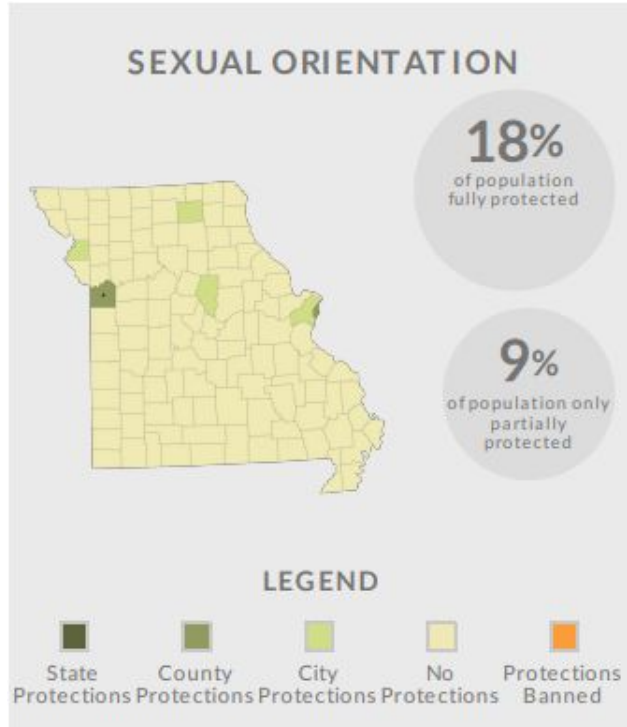 SEXUAL ORIENTATION
18%
of population
fully protected
9%
of population only
partially
protected
LEGEND
State
Protections
County
Protections
City
Protections
No
Protections
Protections
Banned